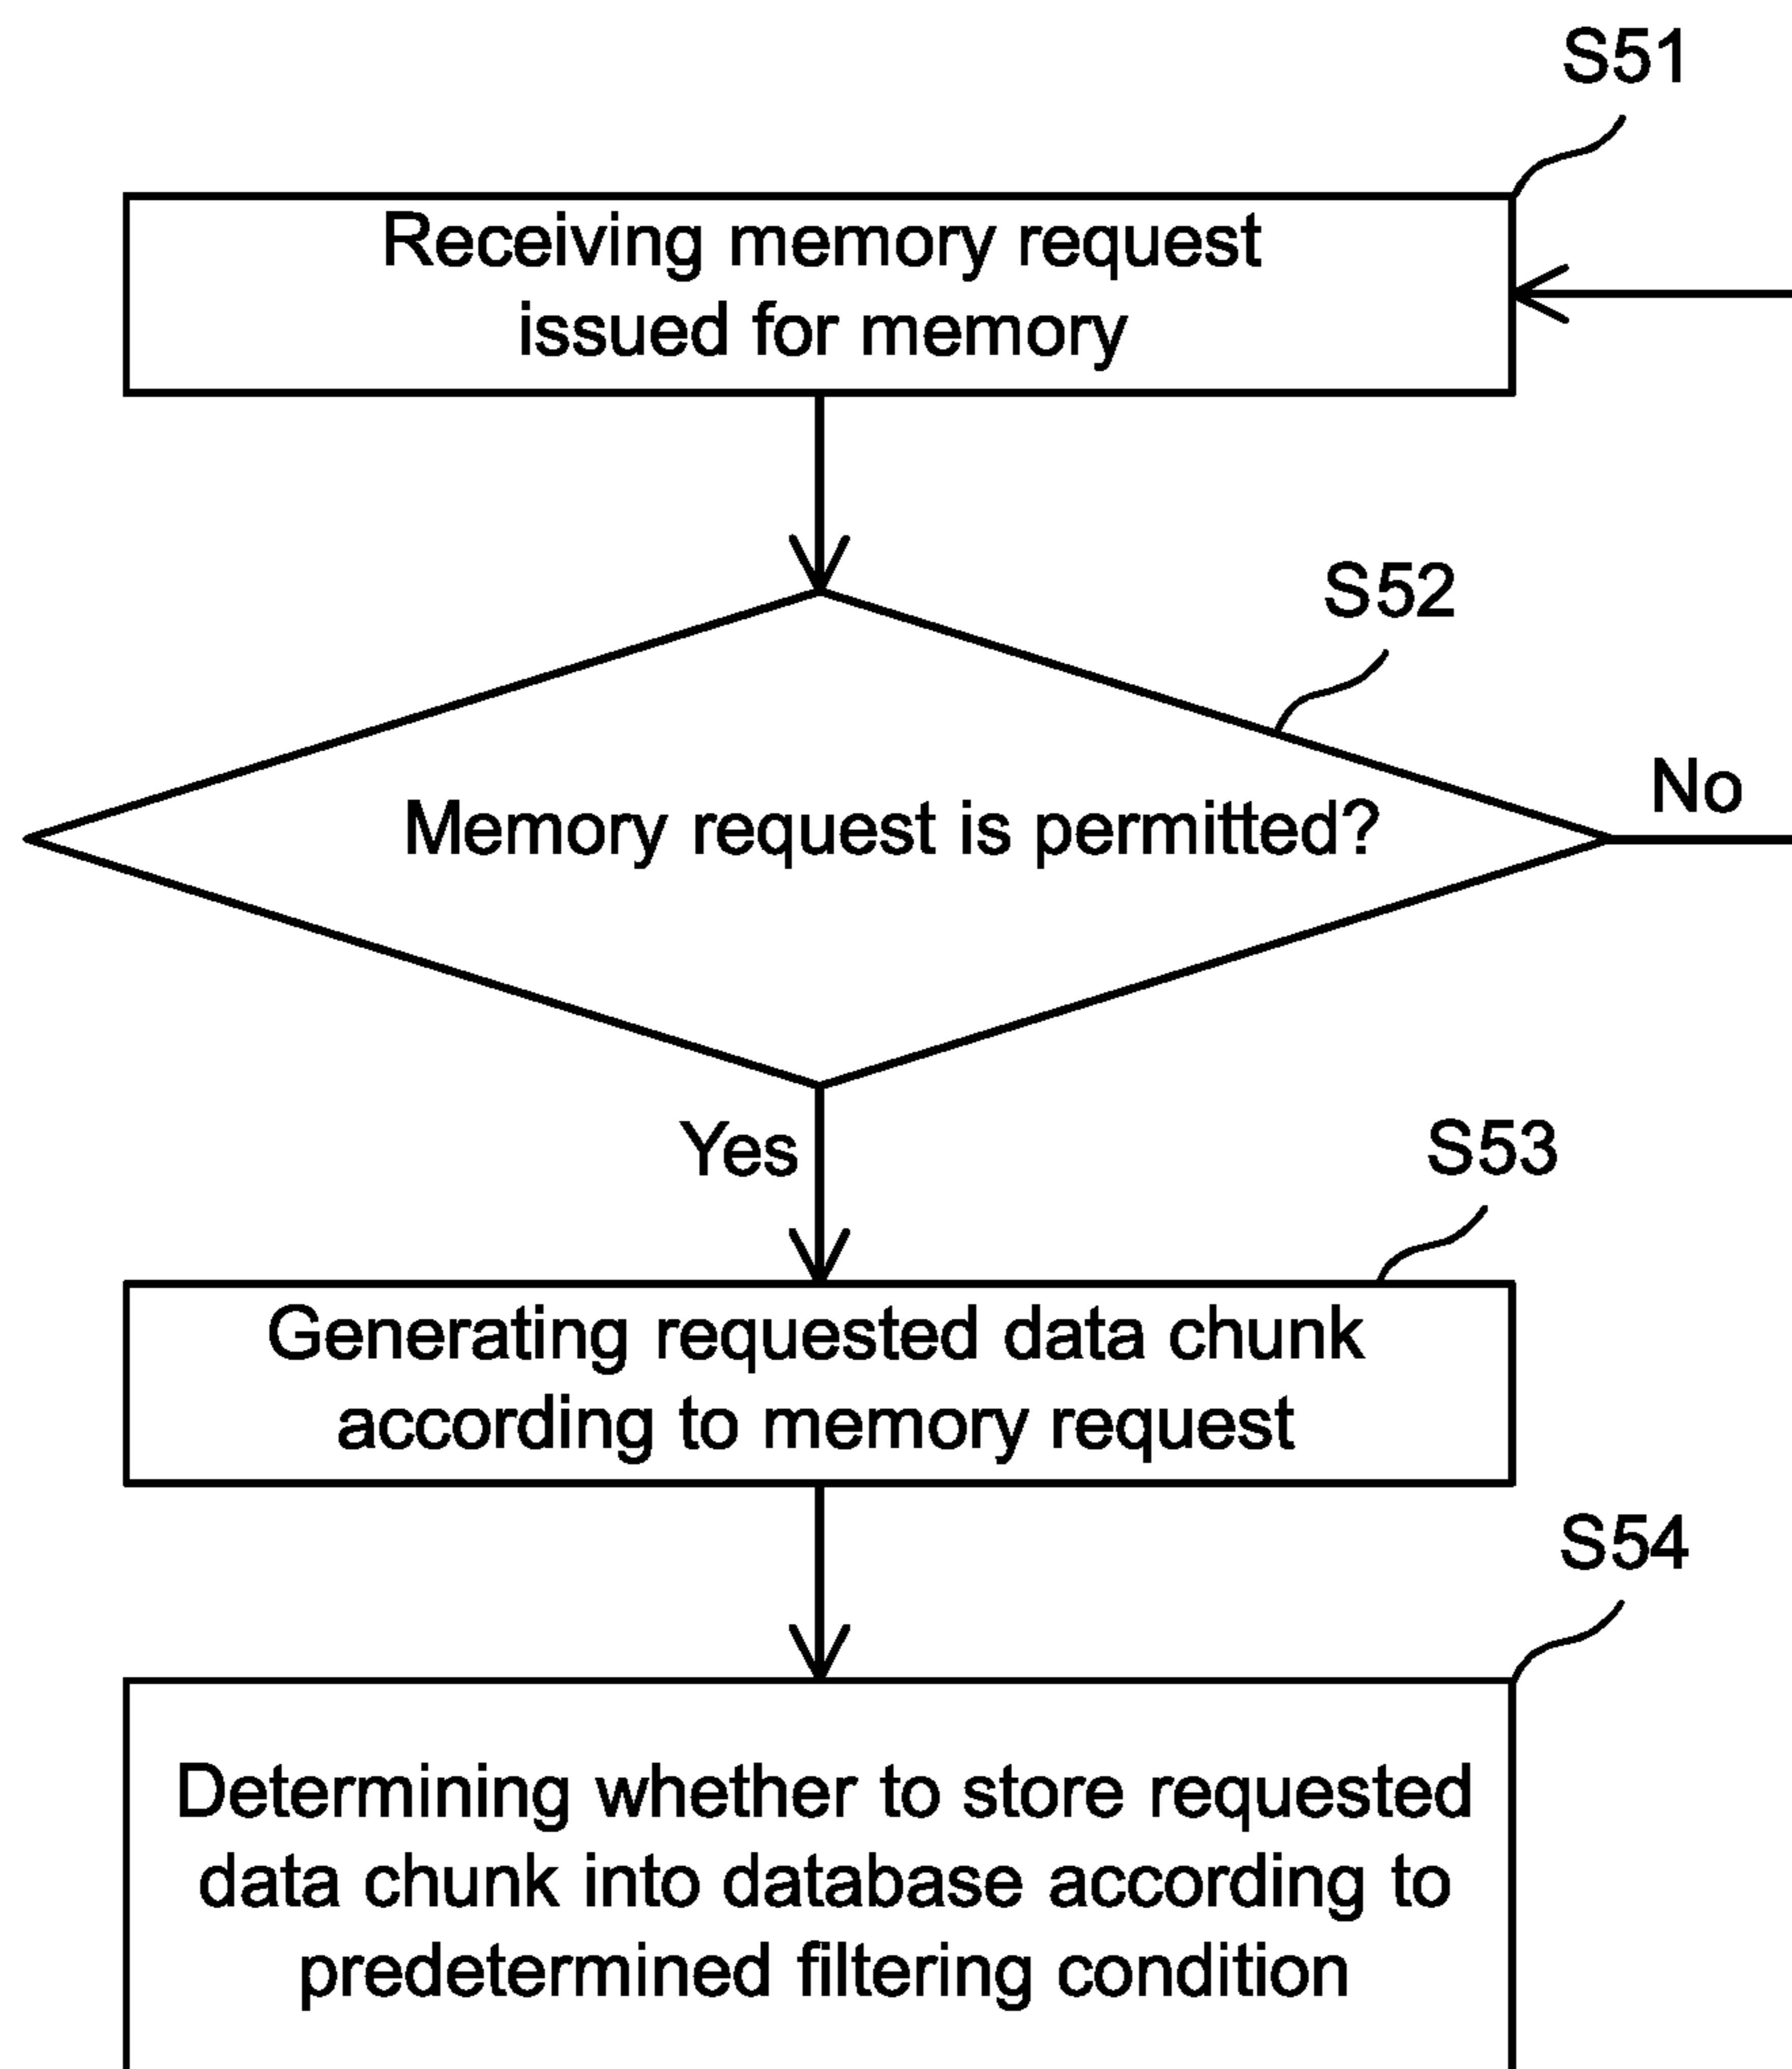 S51
Receiving memory request
issued for memory
S52
Memory request is permitted?
No
Yes
S53
Generating requested data chunk
according to memory request
S54
Determining whether to store requested
data chunk into database according to
predetermined filtering condition